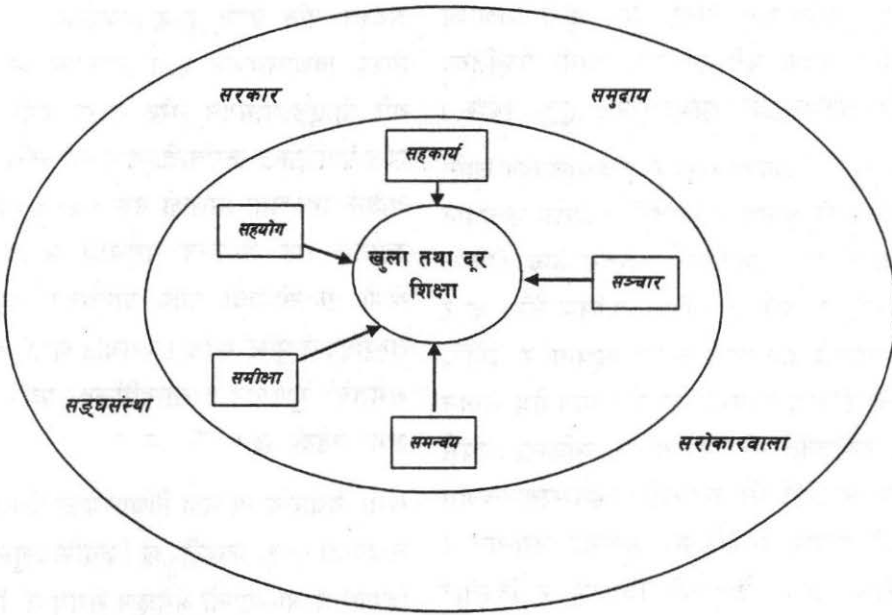 सरकार
समुदाय
सहकार्य
सहयोग
खुला तथा दूर
शिक्षा
सञ्चार
समीक्षा
सङ्घसंस्था
समन्वय
सरोकारवाला